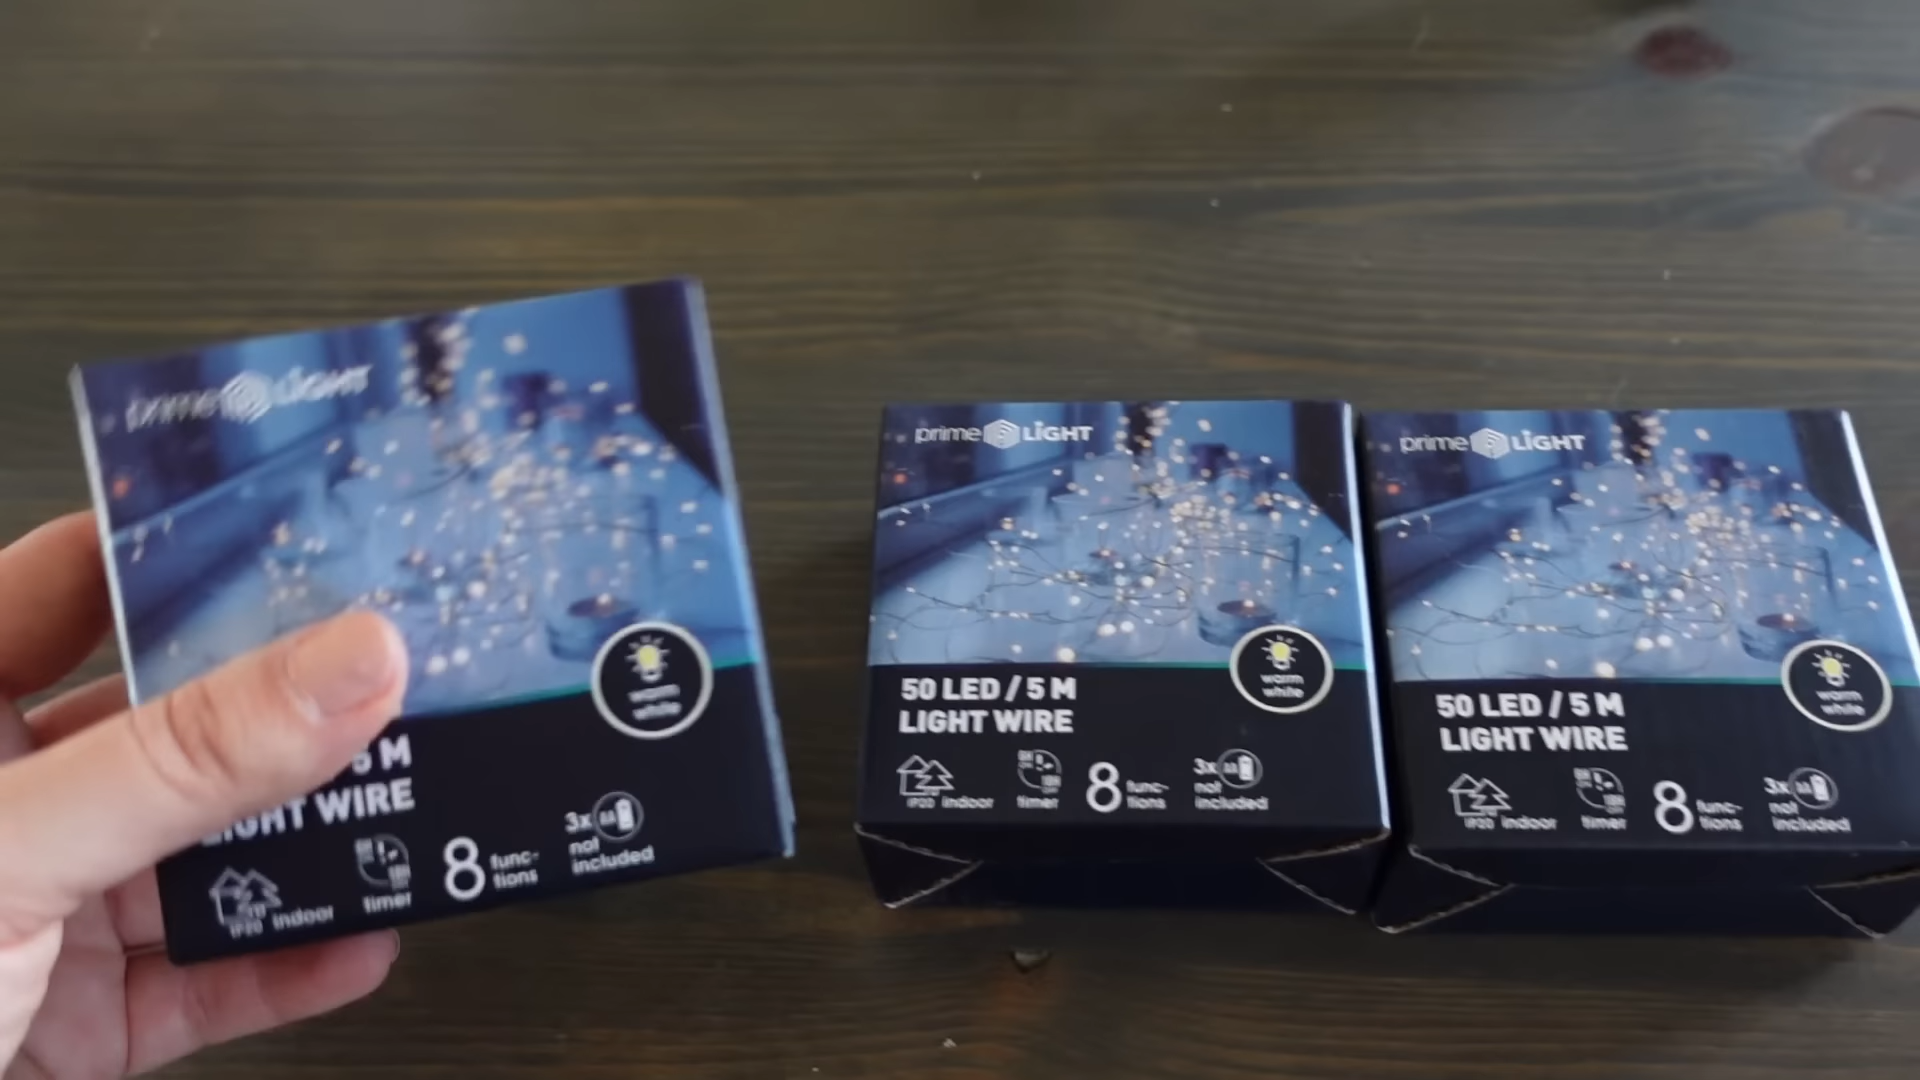 prime LiGHT
warm
white
5 M
LIGHT WIRE
IP20 indoor
timer
8 func-
tions
3x AA
not
included
prime LiGHT
warm
white
50 LED / 5 M
LIGHT WIRE
IP20 indoor
timer
8 func-
tions
3x AA
not
included
prime LiGHT
warm
white
50 LED / 5 M
LIGHT WIRE
IP20 indoor
timer
8 func-
tions
3x AA
not
included